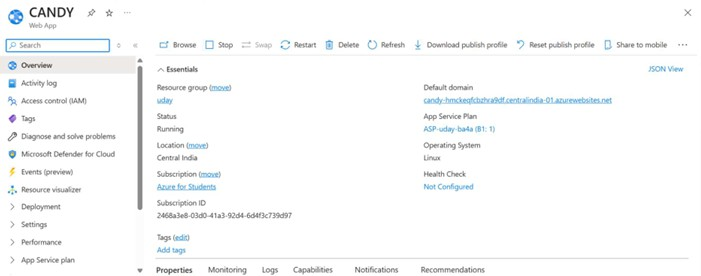 CANDY
Web App
Search
Browse Stop Swap Restart Delete Refresh Download publish profile Reset publish profile Share to mobile
Overview
Activity log
Access control (IAM)
Tags
Diagnose and solve problems
Microsoft Defender for Cloud
Events (preview)
Resource visualizer
Deployment
Settings
Performance
App Service plan
Essentials
JSON View
Resource group (move)
uday
Status
Running
Location (move)
Central India
Subscription (move)
Azure for Students
Subscription ID
2468a3e8-03d0-41a3-92d4-6d4f3c739d97
Default domain
candy-hmckeqfcbzhra9df.centralindia-01.azurewebsites.net
App Service Plan
ASP-uday-ba4a (B1: 1)
Operating System
Linux
Health Check
Not Configured
Tags (edit)
Add tags
Properties Monitoring Logs Capabilities Notifications Recommendations